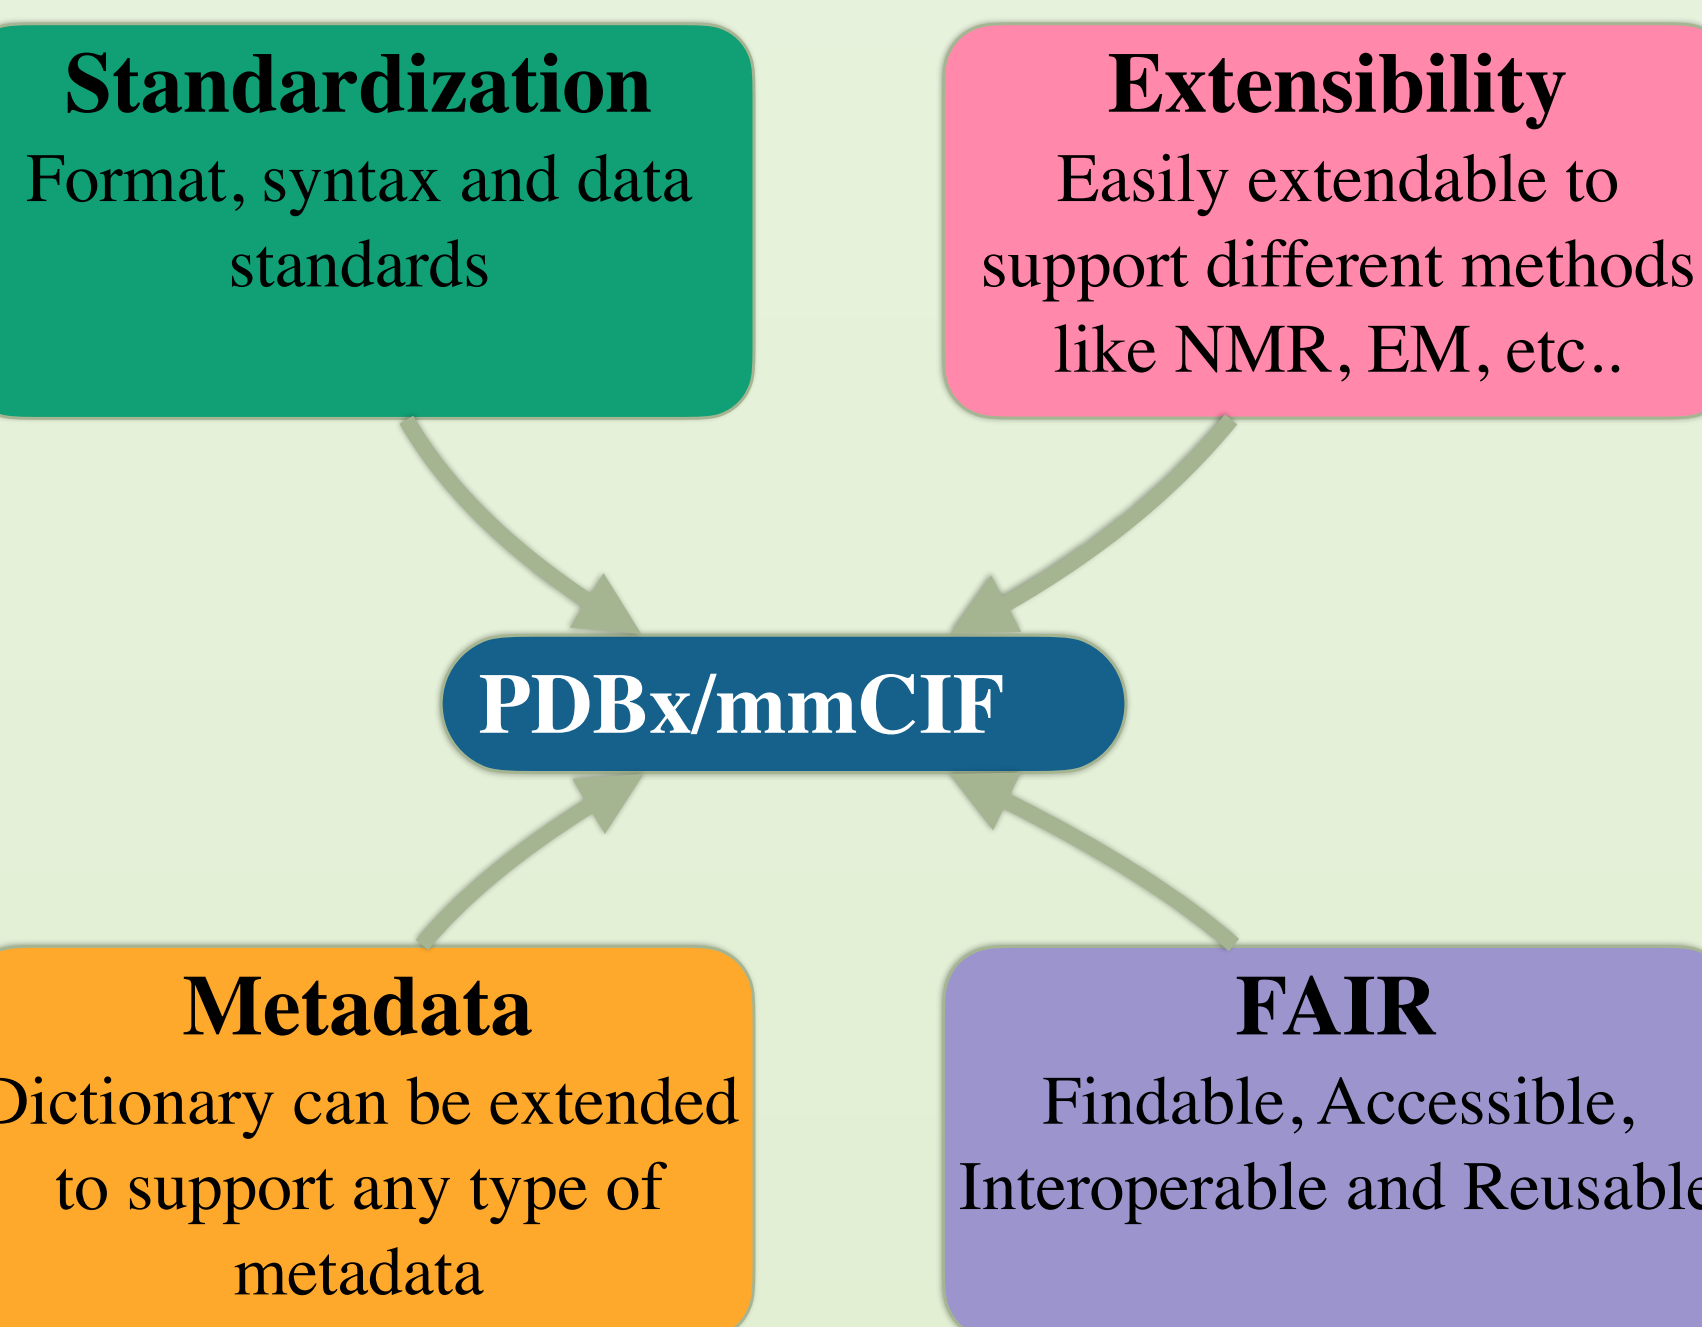 Standardization
Format, syntax and data
standards
Extensibility
Easily extendable to
support different methods
like NMR, EM, etc..
PDBx/mmCIF
Metadata
Dictionary can be extended
to support any type of
metadata
FAIR
Findable, Accessible,
Interoperable and Reusable